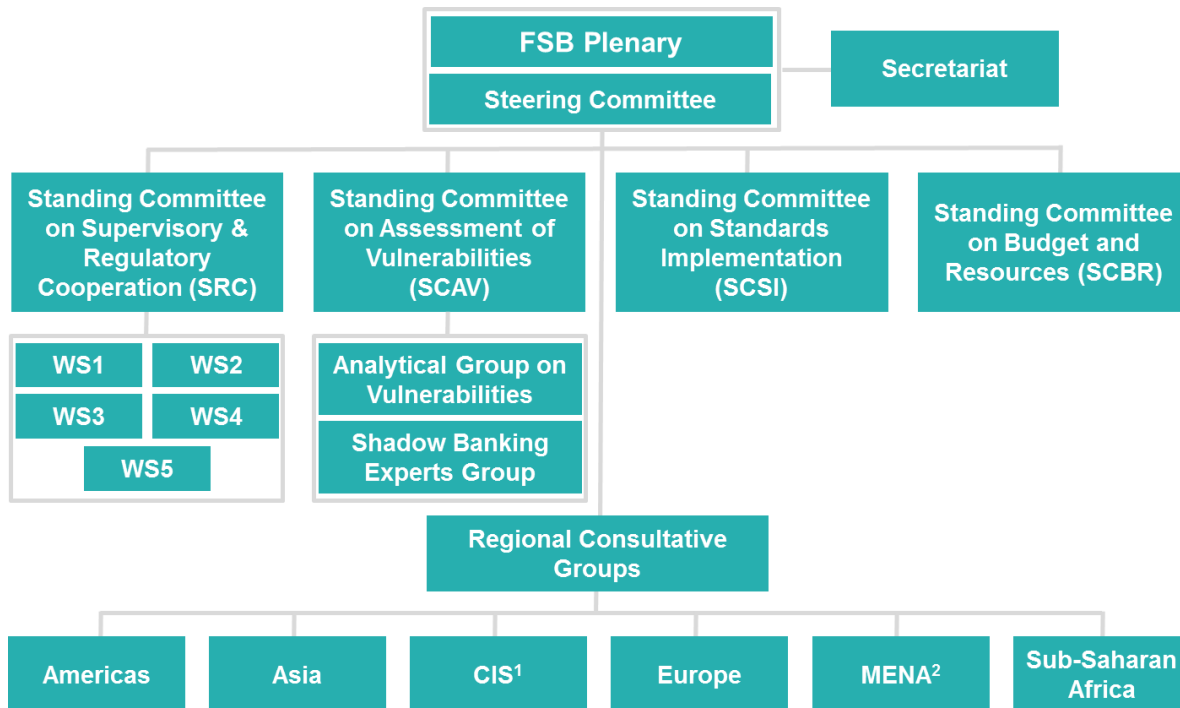 FSB Plenary
Steering Committee
Secretariat
Standing Committee
on Supervisory &
Regulatory
Cooperation (SRC)
Standing Committee
on Assessment of
Vulnerabilities
(SCAV)
Standing Committee
on Standards
Implementation
(SCSI)
Standing Committee
on Budget and
Resources (SCBR)
WS1
WS2
WS3
WS4
WS5
Analytical Group on
Vulnerabilities
Shadow Banking
Experts Group
Regional Consultative
Groups
Americas
Asia
CIS¹
Europe
MENA²
Sub-Saharan
Africa